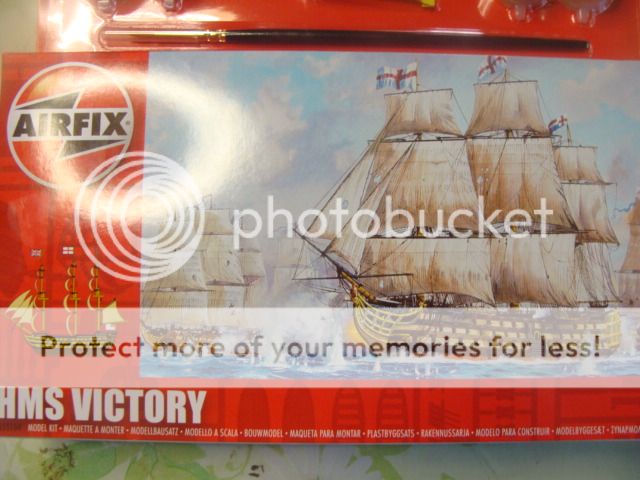 AIRFIX
photobucket
Protect more of your memories for less!
HMS VICTORY
MODEL KIT • MAQUETTE A MONTER • MODELLBAUSATZ • MODELLO A SCALA • BOUWMODEL • MAQUETA PARA MONTAR • PLASTBYGGSATS • RAKENNUSSARJA • MODELO PARA CONSTRUIR • MODELBYGGESÆT •